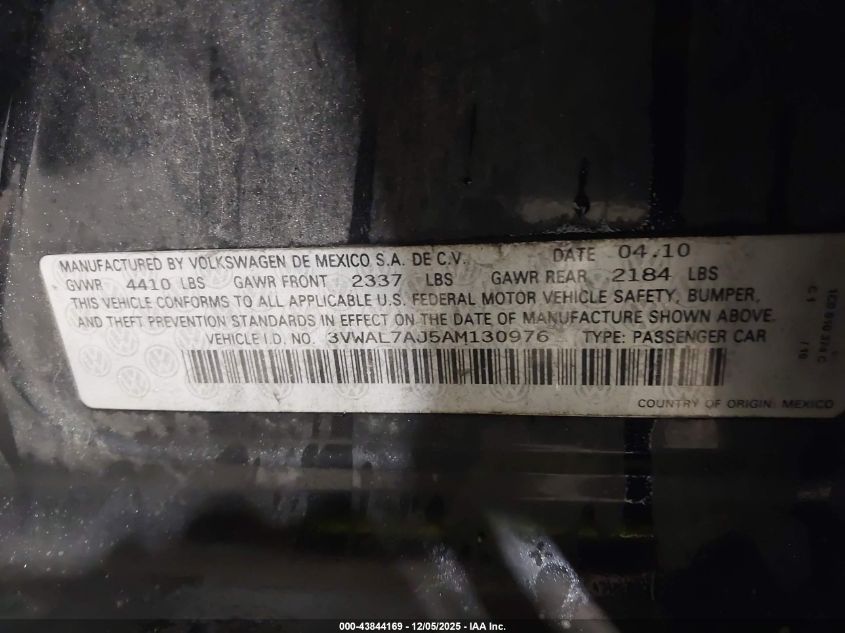 MANUFACTURED BY VOLKSWAGEN DE MEXICO S.A. DE C.V. DATE 04.10
GVWR 4410 LBS GAWR FRONT 2337 LBS GAWR REAR 2184 LBS
THIS VEHICLE CONFORMS TO ALL APPLICABLE U.S. FEDERAL MOTOR VEHICLE SAFETY, BUMPER,
AND THEFT PREVENTION STANDARDS IN EFFECT ON THE DATE OF MANUFACTURE SHOWN ABOVE.
VEHICLE I.D. NO. 3VWAL7AJ5AM130976 TYPE: PASSENGER CAR
COUNTRY OF ORIGIN: MEXICO
000-43844169 - 12/05/2025 - IAA Inc.